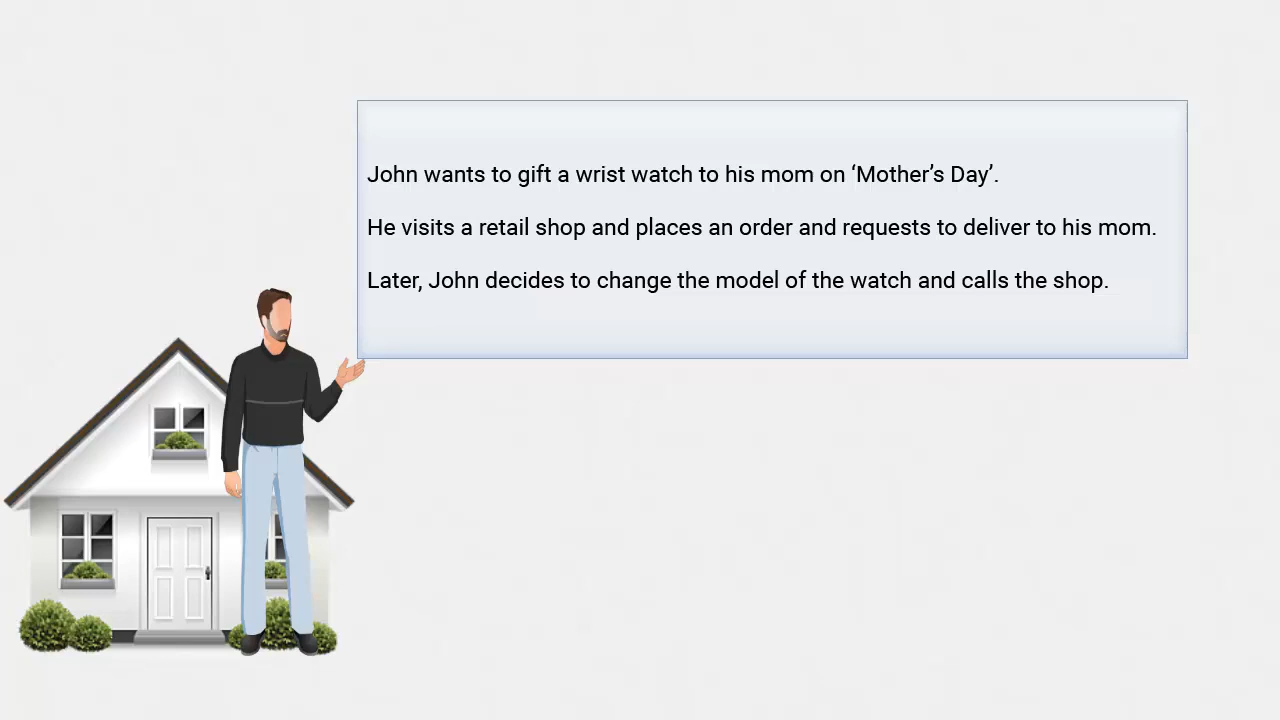 John wants to gift a wrist watch to his mom on ‘Mother’s Day’.
He visits a retail shop and places an order and requests to deliver to his mom.
Later, John decides to change the model of the watch and calls the shop.